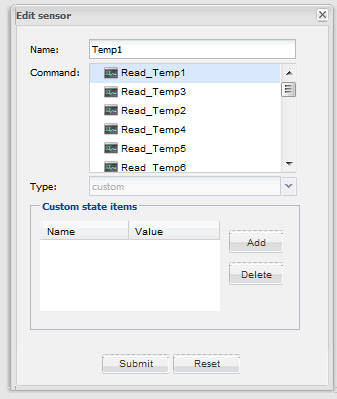 Edit sensor
Name: Temp1
Command: Read_Temp1
Read_Temp3
Read_Temp2
Read_Temp4
Read_Temp5
Read_Temp6
Type: custom
Custom state items
Name Value
Add
Delete
Submit Reset